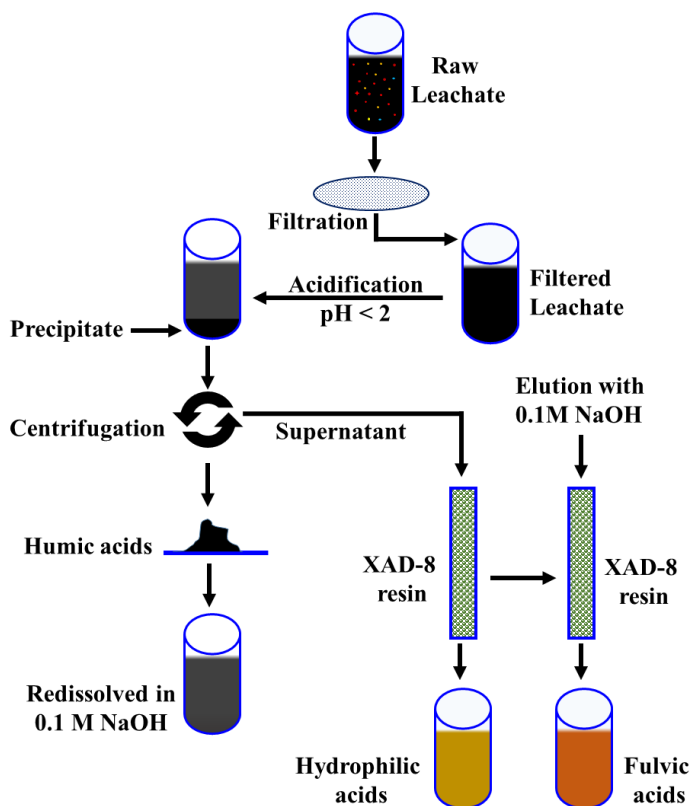 Raw
Leachate
Filtration
Filtered
Leachate
Acidification
pH < 2
Precipitate
Centrifugation
Supernatant
Elution with
0.1M NaOH
Humic acids
XAD-8
resin
XAD-8
resin
Redissolved in
0.1 M NaOH
Hydrophilic
acids
Fulvic
acids